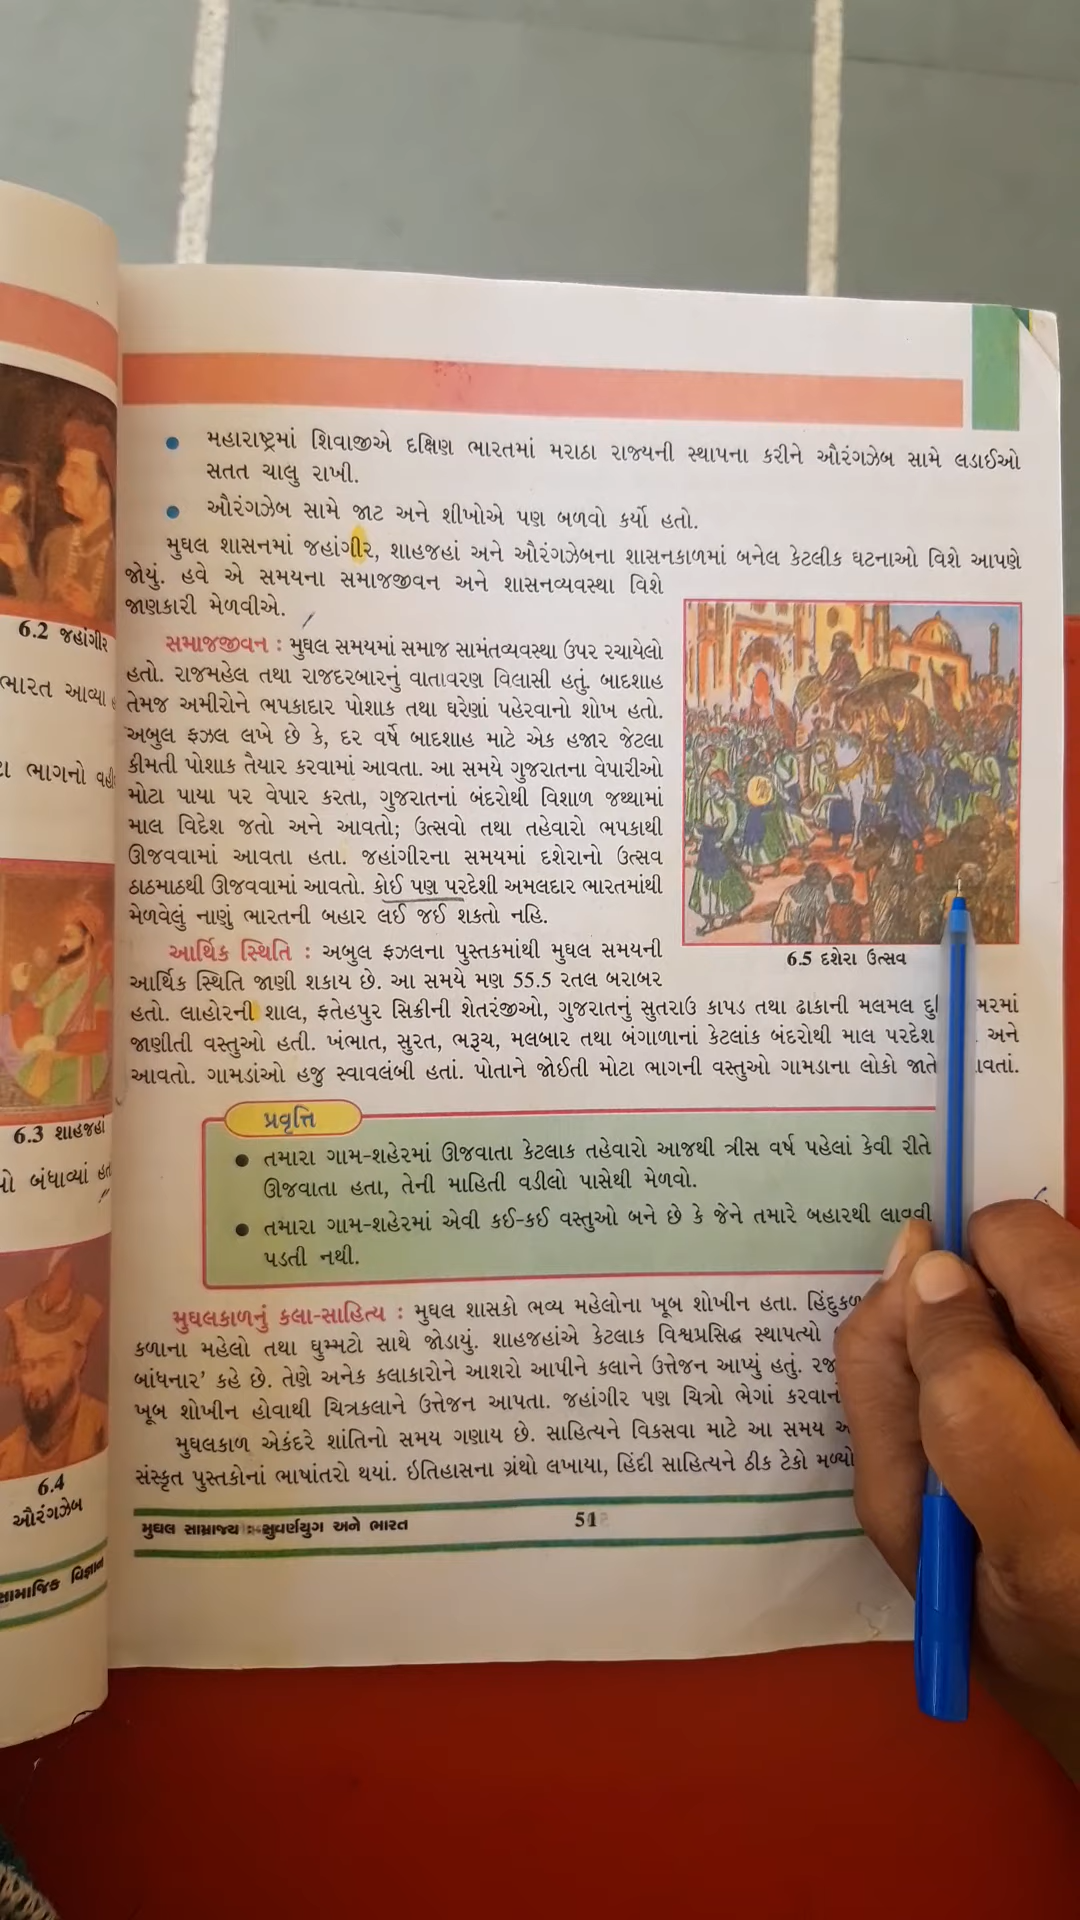 મહારાષ્ટ્રમાં શિવાજીએ દક્ષિણ ભારતમાં મરાઠા રાજ્યની સ્થાપના કરીને ઔરંગઝેબ સામે લડાઈઓ
સતત ચાલુ રાખી.
ઔરંગઝેબ સામે જાટ અને શીખોએ પણ બળવો કર્યો હતો.
મુઘલ શાસનમાં જહાંગીર, શાહજહાં અને ઔરંગઝેબના શાસનકાળમાં બનેલ કેટલીક ઘટનાઓ વિશે આપણે
જોયું. હવે એ સમયના સમાજજીવન અને શાસનવ્યવસ્થા વિશે
જાણકારી મેળવીએ.
સમાજજીવન : મુઘલ સમયમાં સમાજ સામંતવ્યવસ્થા ઉપર રચાયેલો
હતો. રાજમહેલ તથા રાજદરબારનું વાતાવરણ વિલાસી હતું. બાદશાહ
તેમજ અમીરોને ભપકાદાર પોશાક તથા ઘરેણાં પહેરવાનો શોખ હતો.
અબુલ ફઝલ લખે છે કે, દર વર્ષે બાદશાહ માટે એક હજાર જેટલા
કીમતી પોશાક તૈયાર કરવામાં આવતા. આ સમયે ગુજરાતના વેપારીઓ
મોટા પાયા પર વેપાર કરતા, ગુજરાતનાં બંદરોથી વિશાળ જથ્થામાં
માલ વિદેશ જતો અને આવતો; ઉત્સવો તથા તહેવારો ભપકાથી
ઊજવવામાં આવતા હતા. જહાંગીરના સમયમાં દશેરાનો ઉત્સવ
ઠાઠમાઠથી ઊજવવામાં આવતો. કોઈ પણ પરદેશી અમલદાર ભારતમાંથી
મેળવેલું નાણું ભારતની બહાર લઈ જઈ શકતો નહિ.
6.5 દશેરા ઉત્સવ
આર્થિક સ્થિતિ : અબુલ ફઝલના પુસ્તકમાંથી મુઘલ સમયની
આર્થિક સ્થિતિ જાણી શકાય છે. આ સમયે મણ 55.5 રતલ બરાબર
હતો. લાહોરની શાલ, ફતેહપુર સિક્રીની શેતરંજીઓ, ગુજરાતનું સુતરાઉ કાપડ તથા ઢાકાની મલમલ
જાણીતી વસ્તુઓ હતી. ખંભાત, સુરત, ભરૂચ, મલબાર તથા બંગાળાનાં કેટલાંક બંદરોથી માલ પરદેશ અને
આવતો. ગામડાંઓ હજુ સ્વાવલંબી હતાં. પોતાને જોઈતી મોટા ભાગની વસ્તુઓ ગામડાના લોકો
પ્રવૃત્તિ
તમારા ગામ-શહેરમાં ઊજવાતા કેટલાક તહેવારો આજથી ત્રીસ વર્ષ પહેલાં કેવી રીતે
ઊજવાતા હતા, તેની માહિતી વડીલો પાસેથી મેળવો.
તમારા ગામ-શહેરમાં એવી કઈ-કઈ વસ્તુઓ બને છે કે જેને તમારે બહારથી લાવવી
પડતી નથી.
મુઘલકાળનું કલા-સાહિત્ય : મુઘલ શાસકો ભવ્ય મહેલોના ખૂબ શોખીન હતા.
કળાના મહેલો તથા ઘુમ્મટો સાથે જોડાયું. શાહજહાંએ કેટલાક વિશ્વપ્રસિદ્ધ સ્થાપત્યો
બાંધનાર' કહે છે. તેણે અનેક કલાકારોને આશરો આપીને કલાને ઉત્તેજન આપ્યું હતું.
ખૂબ શોખીન હોવાથી ચિત્રકલાને ઉત્તેજન આપતા. જહાંગીર પણ ચિત્રો ભેગાં
મુઘલકાળ એકંદરે શાંતિનો સમય ગણાય છે. સાહિત્યને વિકસવા માટે આ સમય
સંસ્કૃત પુસ્તકોનાં ભાષાંતરો થયાં. ઇતિહાસના ગ્રંથો લખાયા, હિંદી સાહિત્યને ઠીક ટેકો મળ્યો
મુઘલ સામ્રાજ્ય : સુવર્ણયુગ અને ભારત
51
6.2 જહાંગીર
ભારત આવ્યા
ભાગનો
6.3 શાહજહાં
બંધાવ્યાં
6.4
ઔરંગઝેબ
સામાજિક વિજ્ઞાન